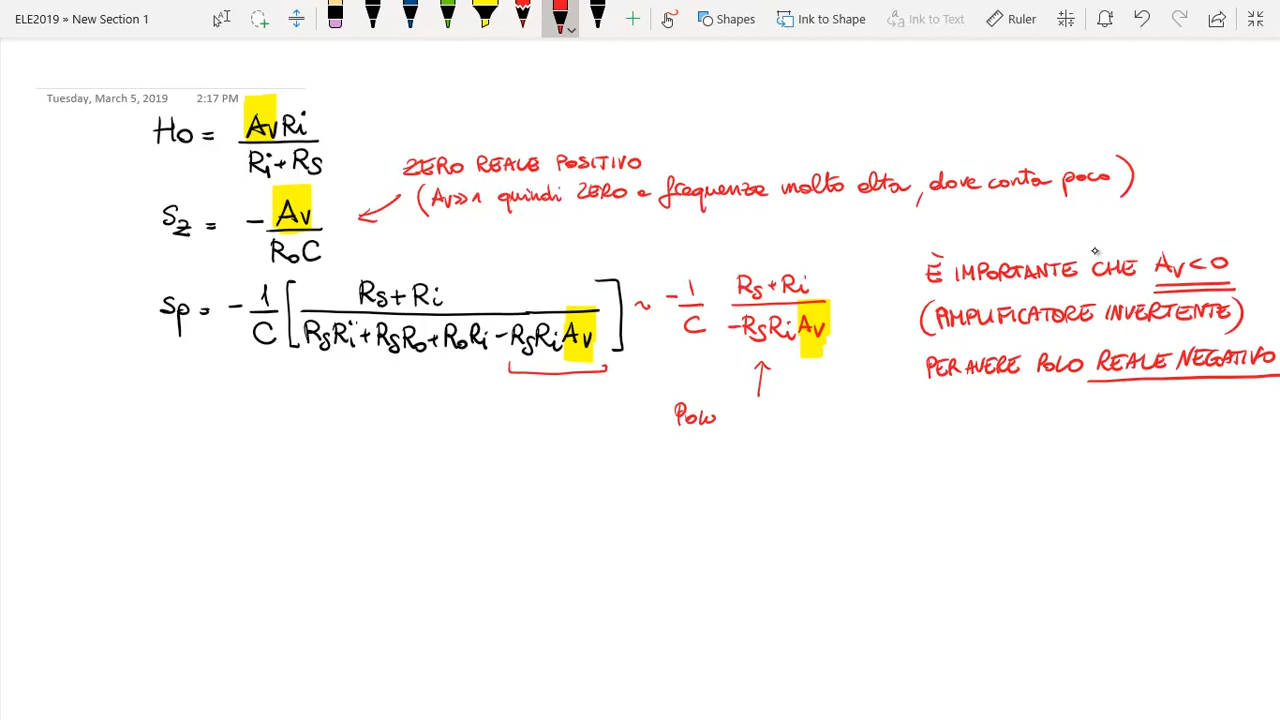 ELE2019 » New Section 1
Shapes
Ink to Shape
Ink to Text
Ruler
Tuesday, March 5, 2019 2:17 PM
Ho = AvRi / (Ri+Rs)
ZERO REALE POSITIVO
(Av>>1 quindi ZERO a frequenza molto alta, dove conta poco)
Sz = - Av / (RoC)
Sp = - 1/C [ (Rs+Ri) / (RsRi+RsRo+RoRi-RsRiAv) ] ~ - 1/C (Rs+Ri) / (-RsRiAv)
Polo
È IMPORTANTE CHE Av<0
(AMPLIFICATORE INVERTENTE)
PER AVERE POLO REALE NEGATIVO